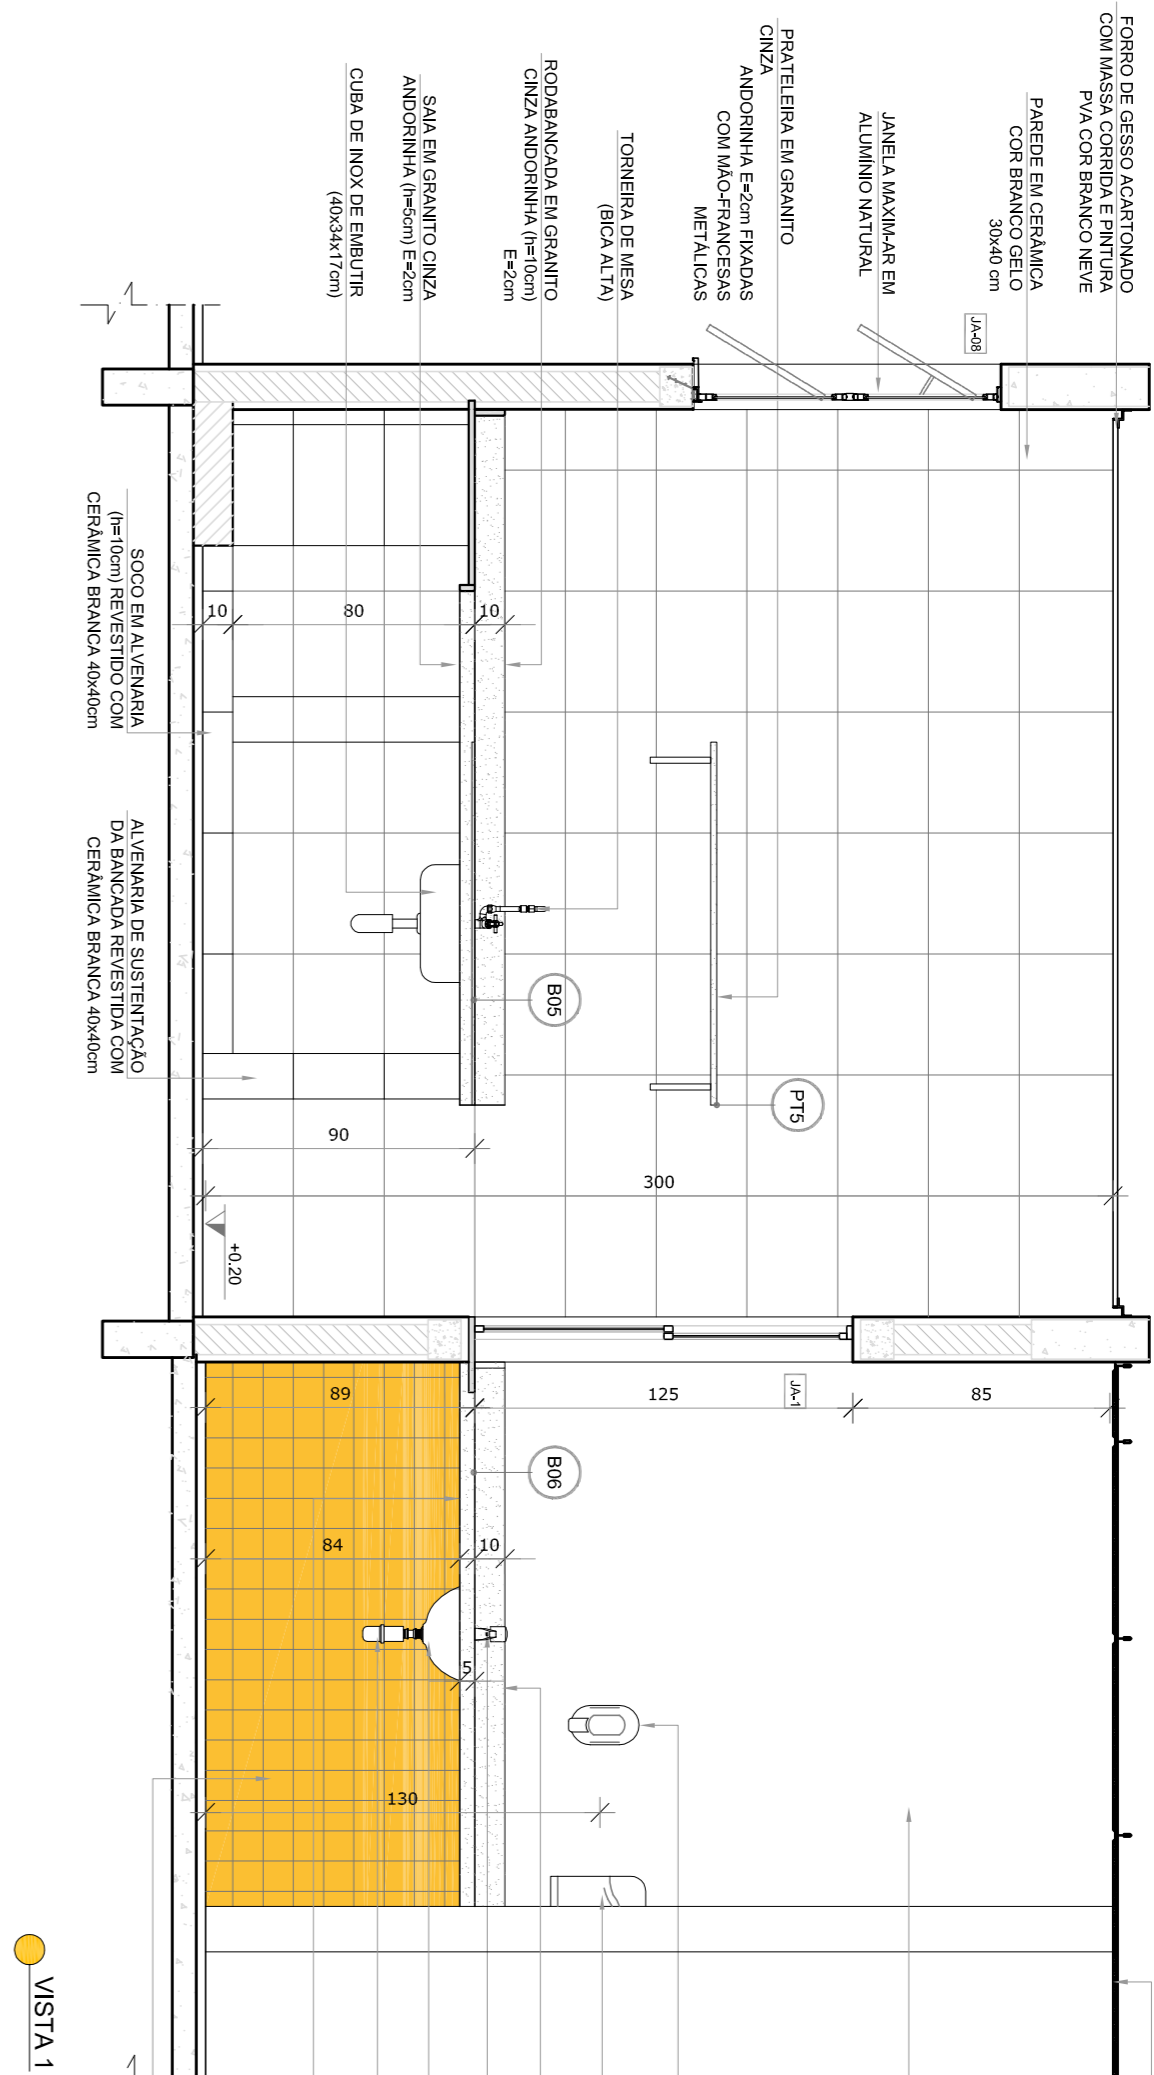 FORRO DE GESSO ACARTONADO
COM MASSA CORRIDA E PINTURA
PVA COR BRANCO NEVE
PAREDE EM CERÂMICA
COR BRANCO GELO
30x40 cm
JANELA MAXIM-AR EM
ALUMÍNIO NATURAL
PRATELEIRA EM GRANITO
CINZA
ANDORINHA E=2cm FIXADAS
COM MÃO-FRANCESAS
METÁLICAS
TORNEIRA DE MESA
(BICA ALTA)
RODABANCADA EM GRANITO
CINZA ANDORINHA (h=10cm)
E=2cm
SAIA EM GRANITO CINZA
ANDORINHA (h=5cm) E=2cm
CUBA DE INOX DE EMBUTIR
(40x34x17cm)
JA-08
SOCO EM ALVENARIA
(h=10cm) REVESTIDO COM
CERÂMICA BRANCA 40x40cm
ALVENARIA DE SUSTENTAÇÃO
DA BANCADA REVESTIDA COM
CERÂMICA BRANCA 40x40cm
10
80
10
B05
PT5
90
300
+0.20
89
125
JA-1
85
B06
84
10
5
130
VISTA 1